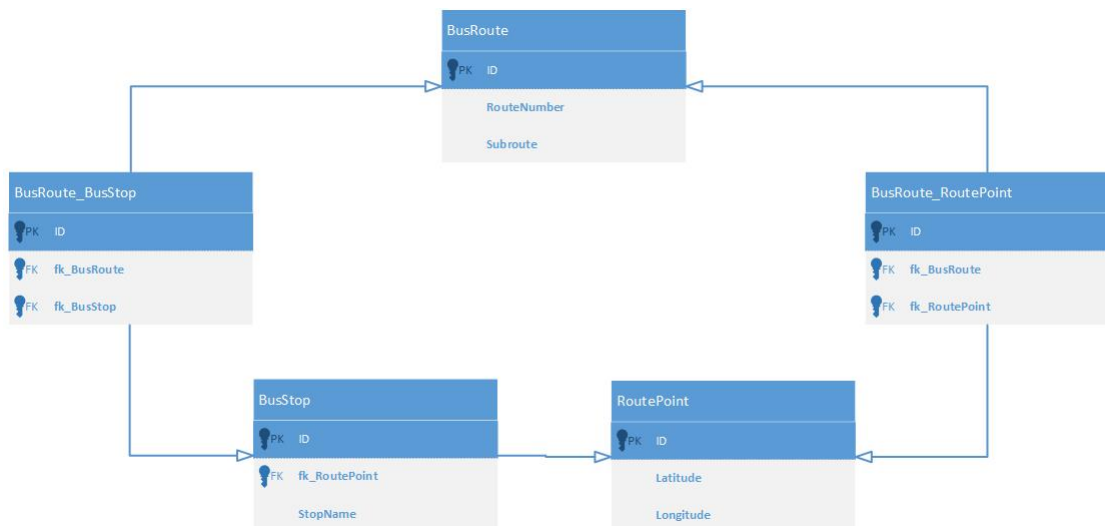 BusRoute
PK ID
RouteNumber
Subroute
BusRoute_BusStop
PK ID
FK fk_BusRoute
FK fk_BusStop
BusRoute_RoutePoint
PK ID
FK fk_BusRoute
FK fk_RoutePoint
BusStop
PK ID
FK fk_RoutePoint
StopName
RoutePoint
PK ID
Latitude
Longitude